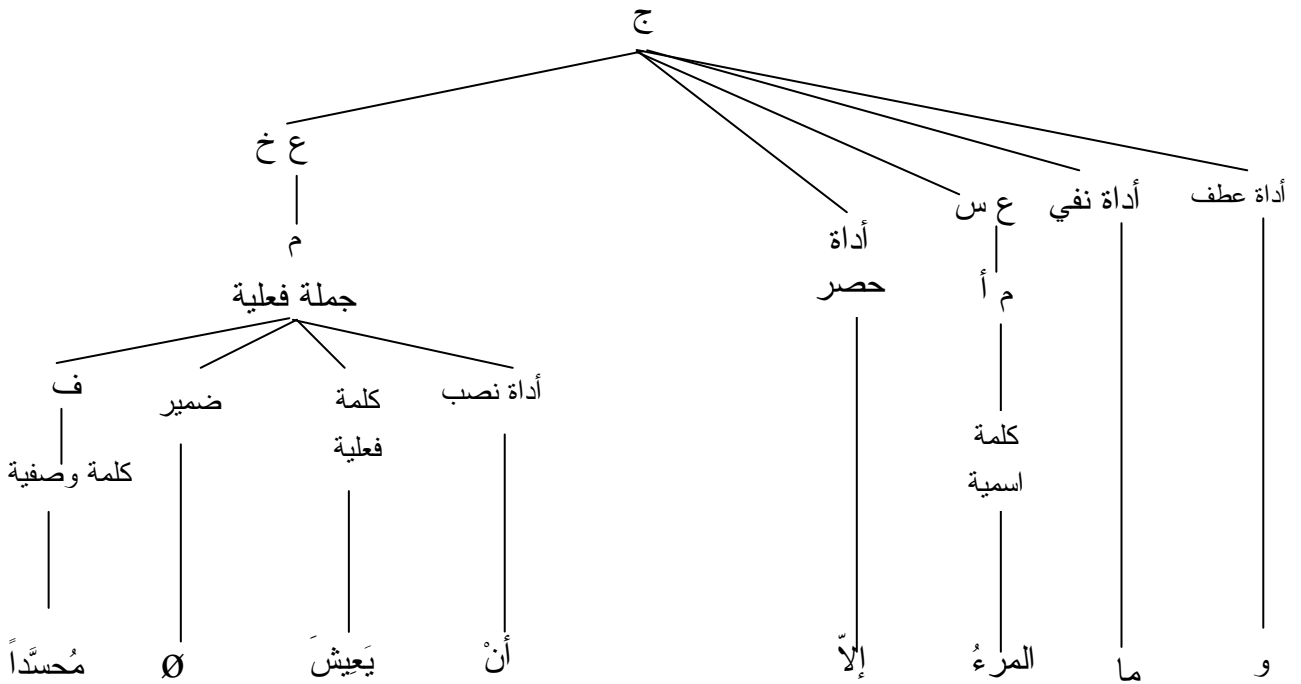 ج
ع خ
أداة عطف
أداة نفي
ع س
أداة
حصر
م
م أ
جملة فعلية
أداة نصب
كلمة
فعلية
ضمير
ف
كلمة
اسمية
كلمة وصفية
و
ما
المرءُ
إلاّ
أنْ
يَعِيشَ
Ø
مُحسَّداً